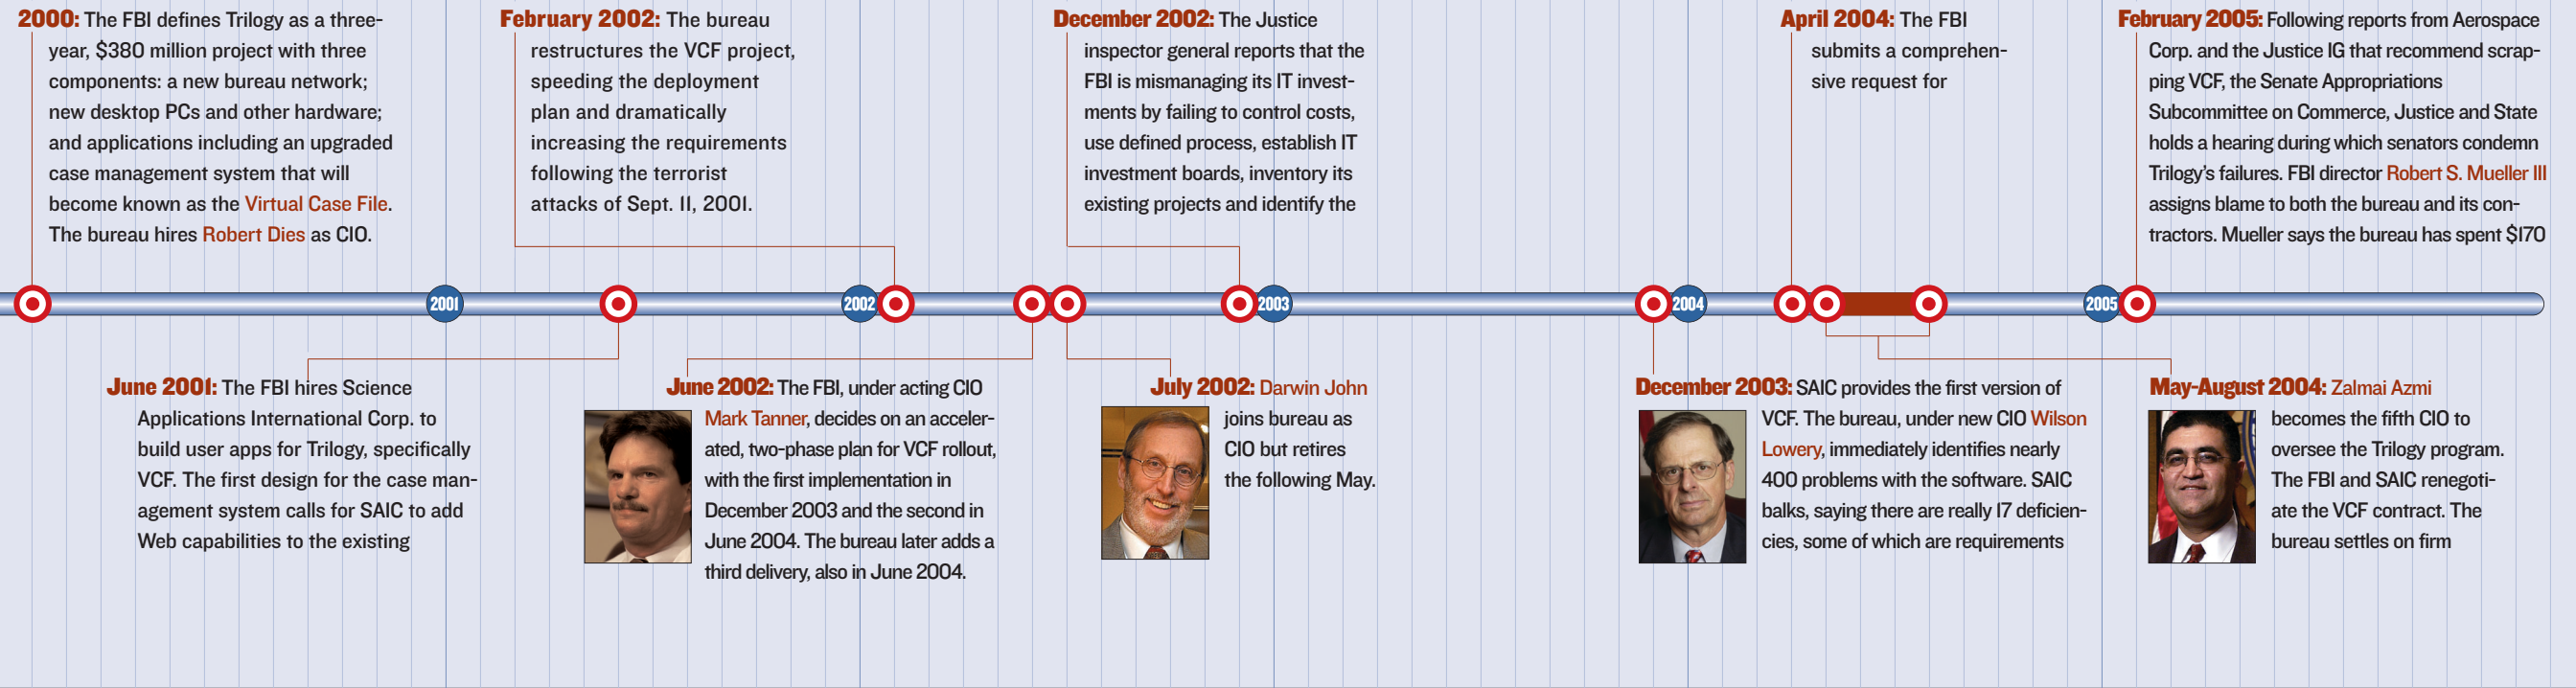 2000: The FBI defines Trilogy as a three-
year, $380 million project with three
components: a new bureau network;
new desktop PCs and other hardware;
and applications including an upgraded
case management system that will
become known as the Virtual Case File.
The bureau hires Robert Dies as CIO.
February 2002: The bureau
restructures the VCF project,
speeding the deployment
plan and dramatically
increasing the requirements
following the terrorist
attacks of Sept. 11, 2001.
December 2002: The Justice
inspector general reports that the
FBI is mismanaging its IT invest-
ments by failing to control costs,
use defined process, establish IT
investment boards, inventory its
existing projects and identify the
April 2004: The FBI
submits a comprehen-
sive request for
February 2005: Following reports from Aerospace
Corp. and the Justice IG that recommend scrap-
ping VCF, the Senate Appropriations
Subcommittee on Commerce, Justice and State
holds a hearing during which senators condemn
Trilogy's failures. FBI director Robert S. Mueller III
assigns blame to both the bureau and its con-
tractors. Mueller says the bureau has spent $170
2001
2002
2003
2004
2005
June 2001: The FBI hires Science
Applications International Corp. to
build user apps for Trilogy, specifically
VCF. The first design for the case man-
agement system calls for SAIC to add
Web capabilities to the existing
June 2002: The FBI, under acting CIO
Mark Tanner, decides on an acceler-
ated, two-phase plan for VCF rollout,
with the first implementation in
December 2003 and the second in
June 2004. The bureau later adds a
third delivery, also in June 2004.
July 2002: Darwin John
joins bureau as
CIO but retires
the following May.
December 2003: SAIC provides the first version of
VCF. The bureau, under new CIO Wilson
Lowery, immediately identifies nearly
400 problems with the software. SAIC
balks, saying there are really 17 deficien-
cies, some of which are requirements
May-August 2004: Zalmai Azmi
becomes the fifth CIO to
oversee the Trilogy program.
The FBI and SAIC renegoti-
ate the VCF contract. The
bureau settles on firm